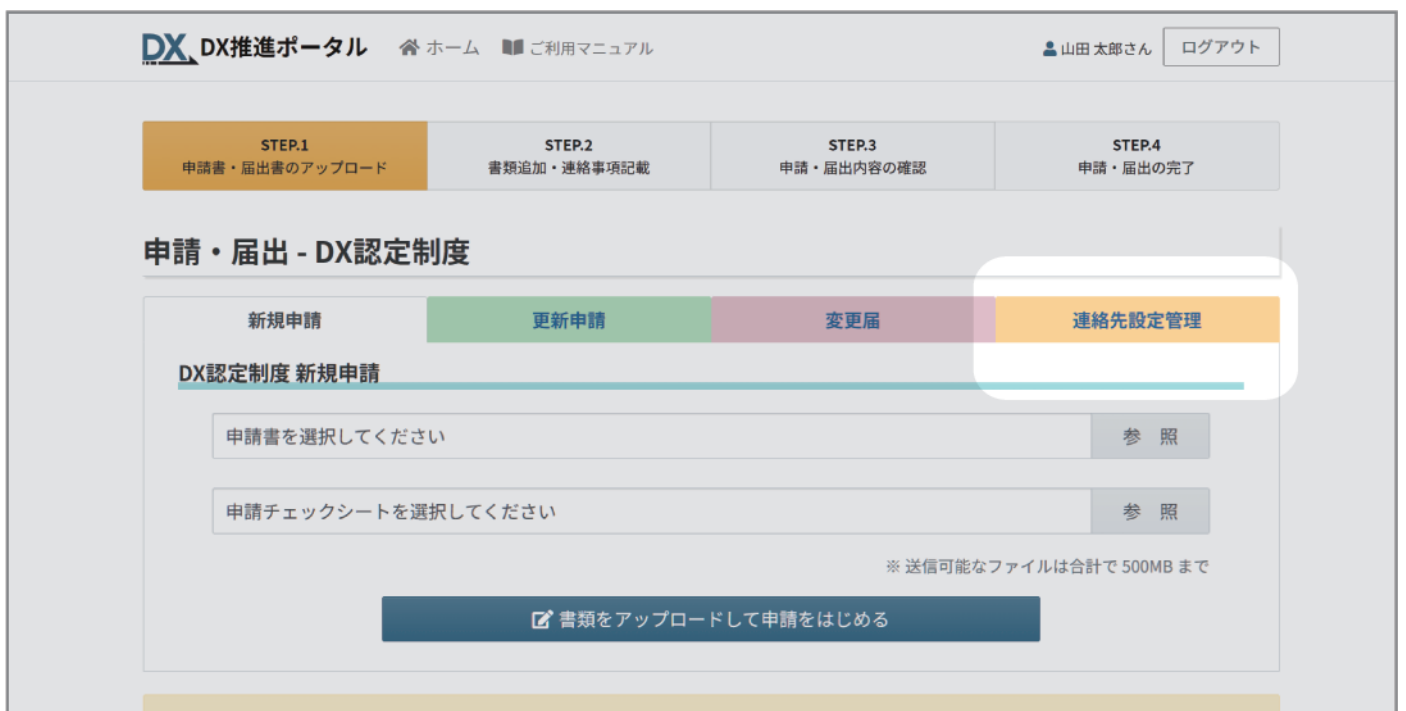 DX DX推進ポータル ホーム ご利用マニュアル 山田 太郎さん ログアウト
STEP.1
申請書・届出書のアップロード
STEP.2
書類追加・連絡事項記載
STEP.3
申請・届出内容の確認
STEP.4
申請・届出の完了
申請・届出 - DX認定制度
新規申請 更新申請 変更届 連絡先設定管理
DX認定制度 新規申請
申請書を選択してください 参 照
申請チェックシートを選択してください 参 照
※ 送信可能なファイルは合計で 500MB まで
書類をアップロードして申請をはじめる